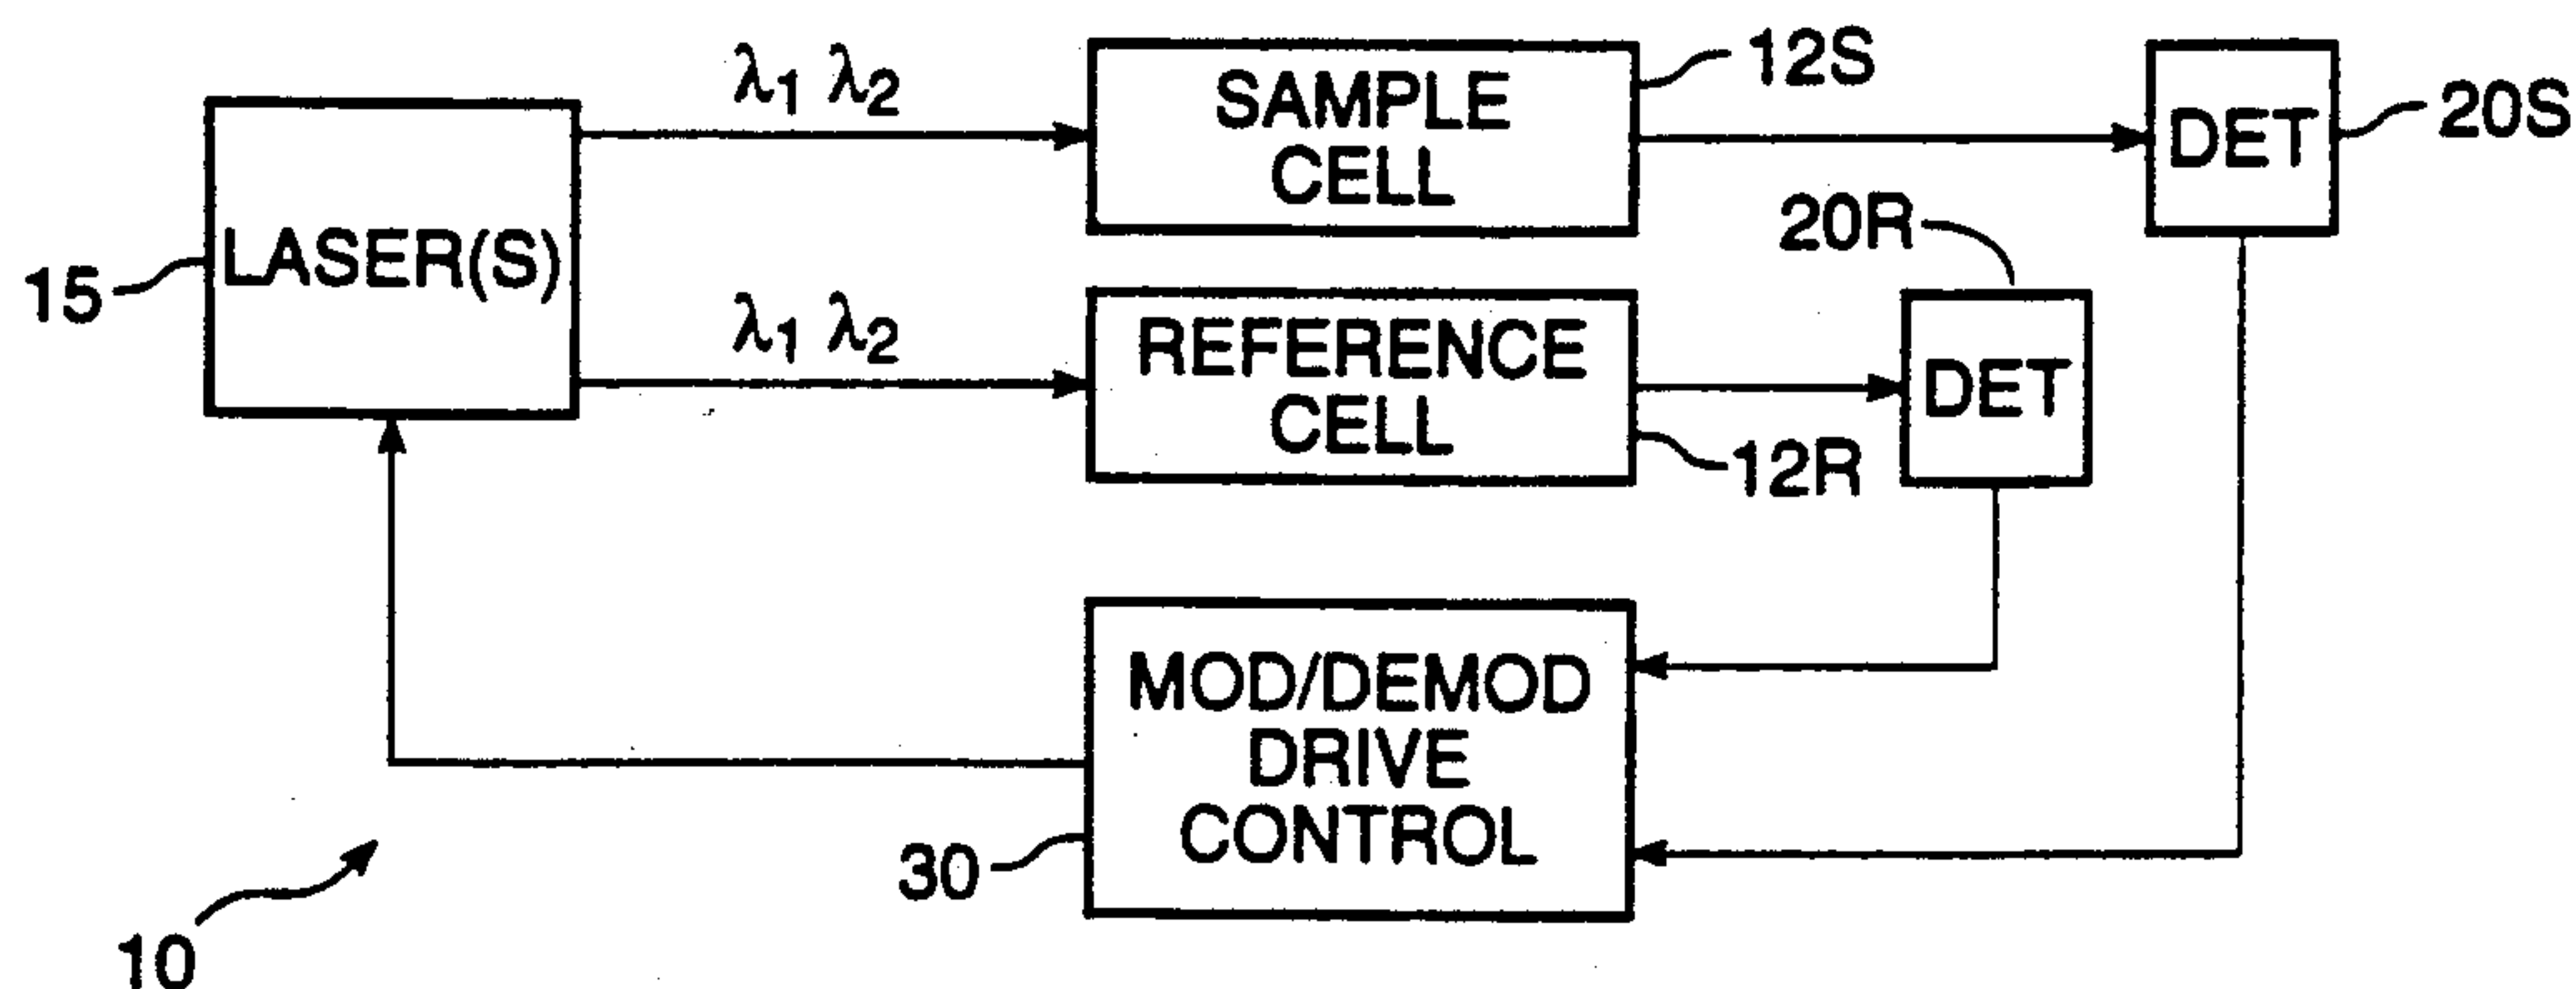 λ1 λ2
SAMPLE
CELL
12S
DET
20S
LASER(S)
15
20R
λ1 λ2
REFERENCE
CELL
12R
DET
MOD/DEMOD
DRIVE
CONTROL
30
10